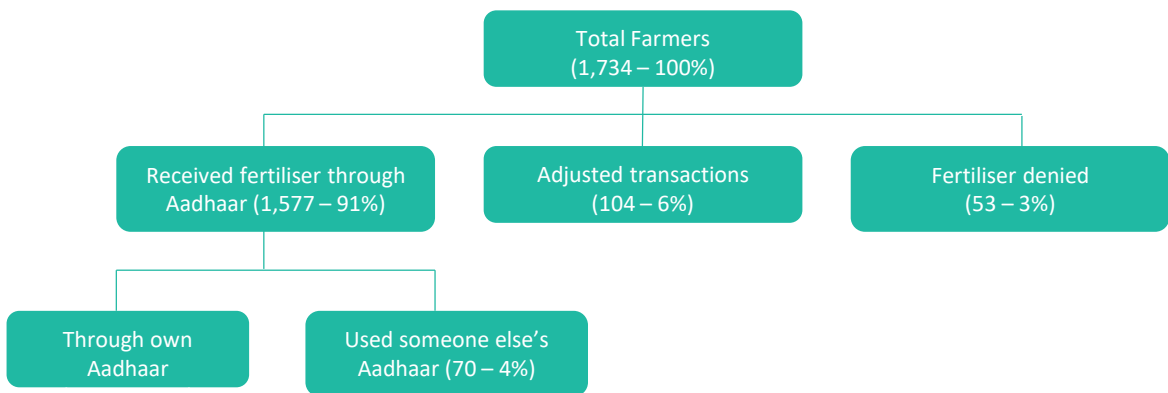 Total Farmers
(1,734 – 100%)
Received fertiliser through
Aadhaar (1,577 – 91%)
Adjusted transactions
(104 – 6%)
Fertiliser denied
(53 – 3%)
Through own
Aadhaar
Used someone else’s
Aadhaar (70 – 4%)